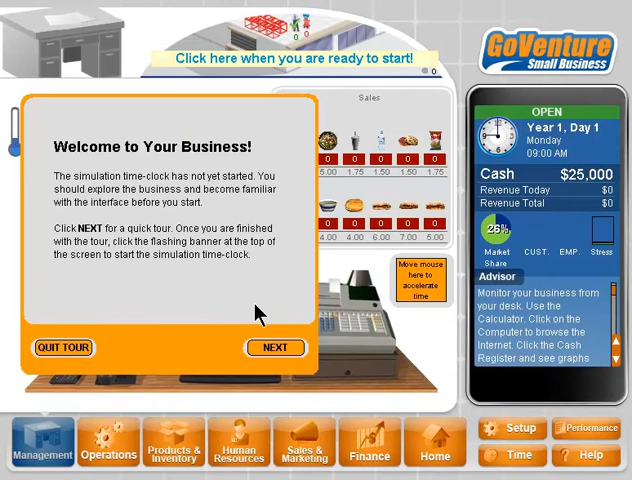 Click here when you are ready to start!
0
0
0
GoVenture
Small Business
Sales
Welcome to Your Business!
The simulation time-clock has not yet started. You
should explore the business and become familiar
with the interface before you start.
Click NEXT for a quick tour. Once you are finished
with the tour, click the flashing banner at the top of
the screen to start the simulation time-clock.
QUIT TOUR
NEXT
0 0 0 0 0
5.00 1.75 1.50 1.50 1.75
0 0 0 0 0
4.00 4.00 6.00 7.00 5.00
Move mouse
here to
accelerate
time
OPEN
Year 1, Day 1
Monday
09:00 AM
Cash $25,000
Revenue Today $0
Revenue Total $0
26%
Market
Share
CUST.
EMP.
Stress
Advisor
Monitor your business from
your desk. Use the
Calculator. Click on the
Computer to browse the
Internet. Click the Cash
Register and see graphs
Management
Operations
Products &
Inventory
Human
Resources
Sales &
Marketing
Finance
Home
Setup
Performance
Time
Help